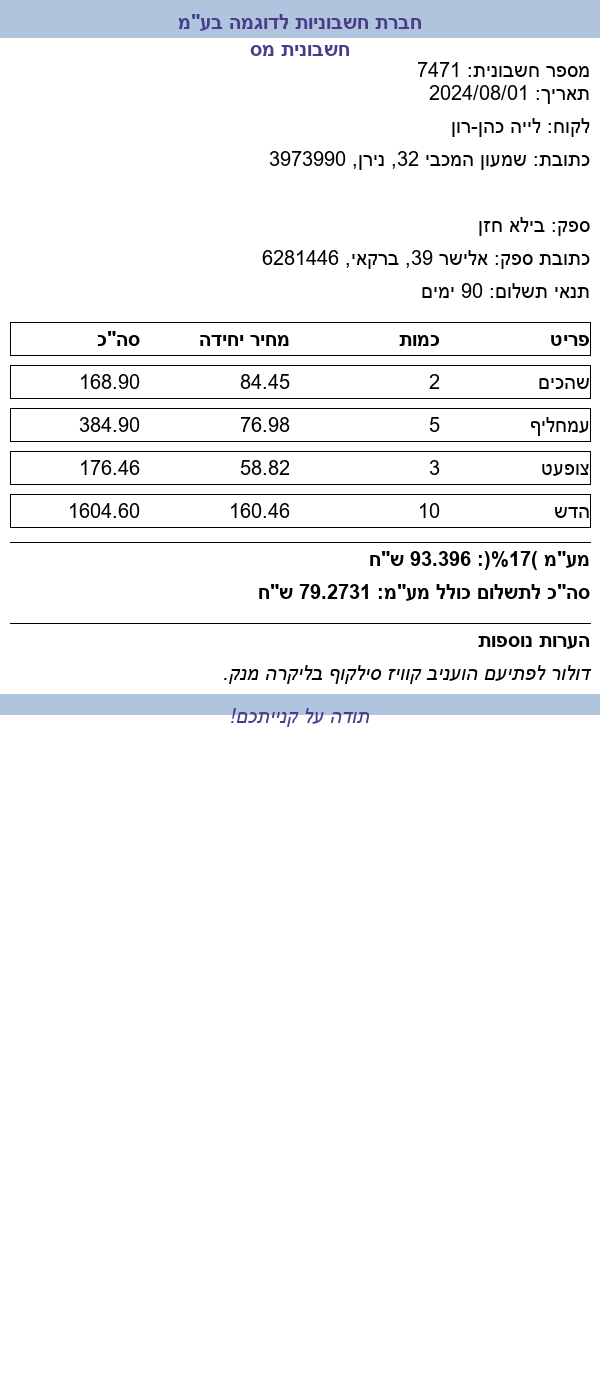 חברת חשבוניות לדוגמה בע"מ
חשבונית מס
מספר חשבונית: 7471
תאריך: 2024/08/01
לקוח: לייה כהן-רון
כתובת: שמעון המכבי 32, נירן, 3973990
ספק: בילא חזן
כתובת ספק: אלישר 39, ברקאי, 6281446
תנאי תשלום: 90 ימים
פריט כמות מחיר יחידה סה"כ
שהכים 2 84.45 168.90
עמחליף 5 76.98 384.90
צופעט 3 58.82 176.46
הדש 10 160.46 1604.60
מע"מ )17%(: 93.396 ש"ח
סה"כ לתשלום כולל מע"מ: 79.2731 ש"ח
הערות נוספות
דולור לפתיעם הועניב קוויז סילקוף בליקרה מנק.
תודה על קנייתכם!